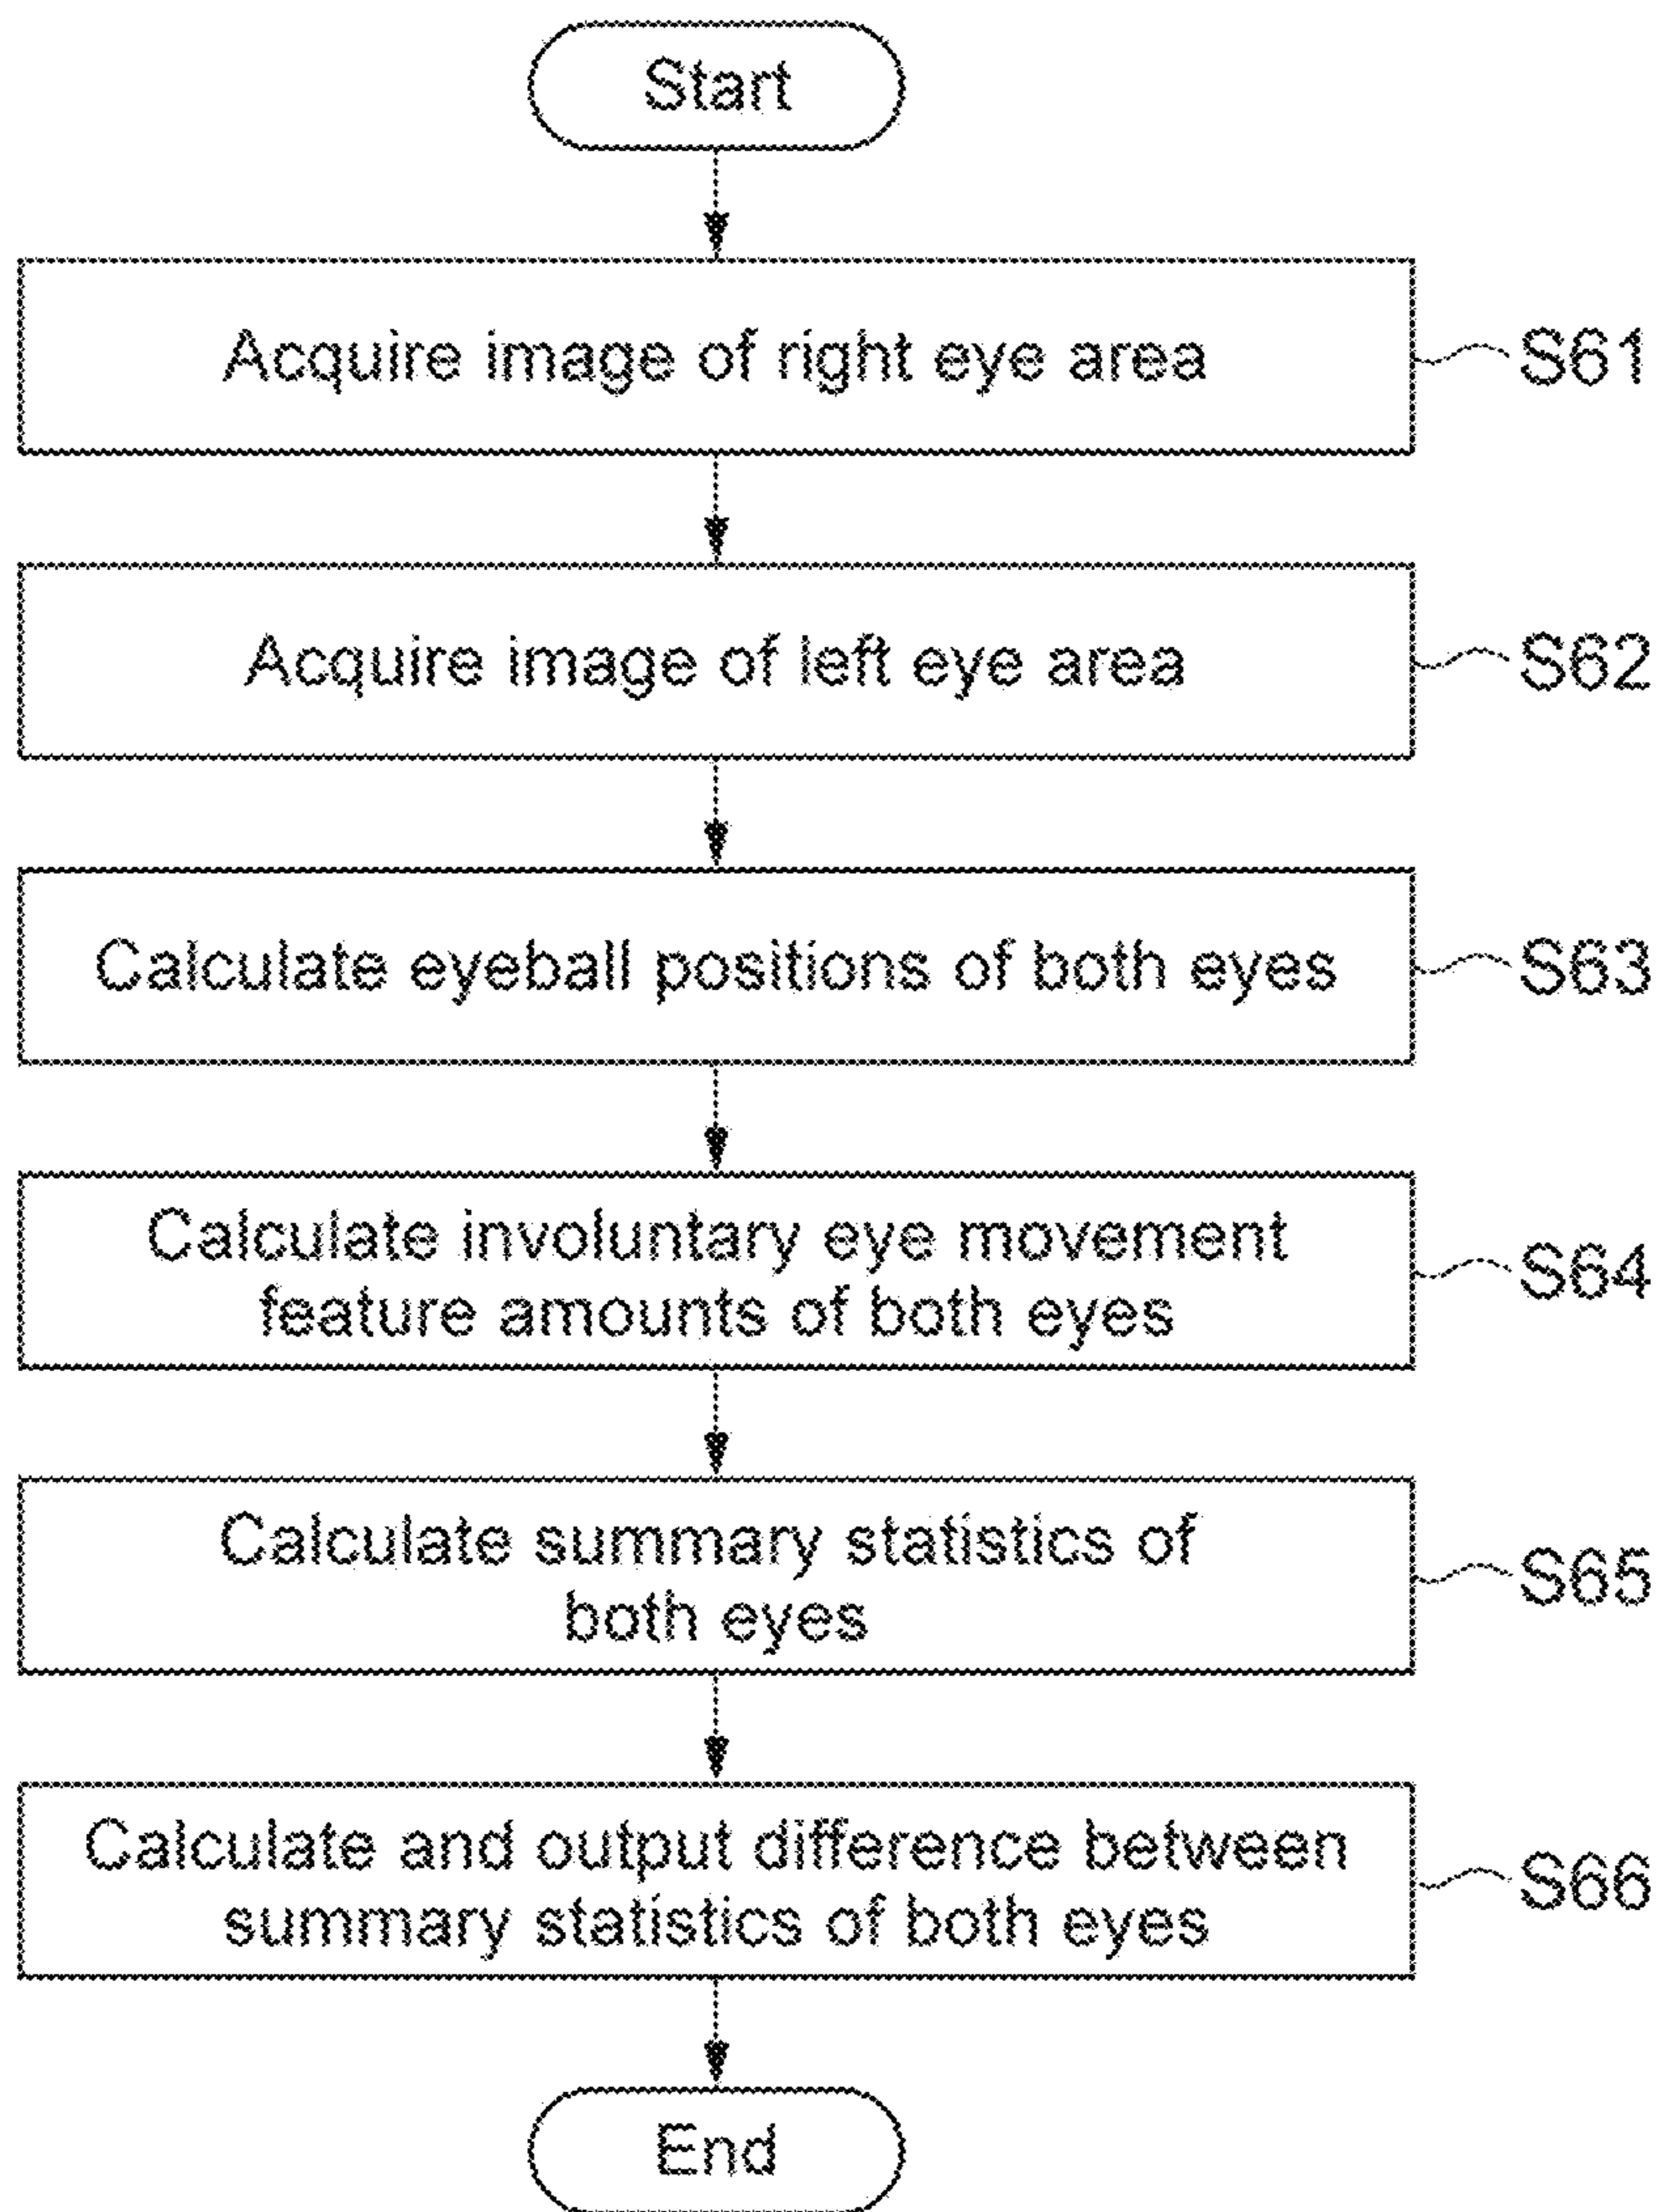 Start
Acquire image of right eye area
S61
Acquire image of left eye area
S62
Calculate eyeball positions of both eyes
S63
Calculate involuntary eye movement
feature amounts of both eyes
S64
Calculate summary statistics of
both eyes
S65
Calculate and output difference between
summary statistics of both eyes
S66
End